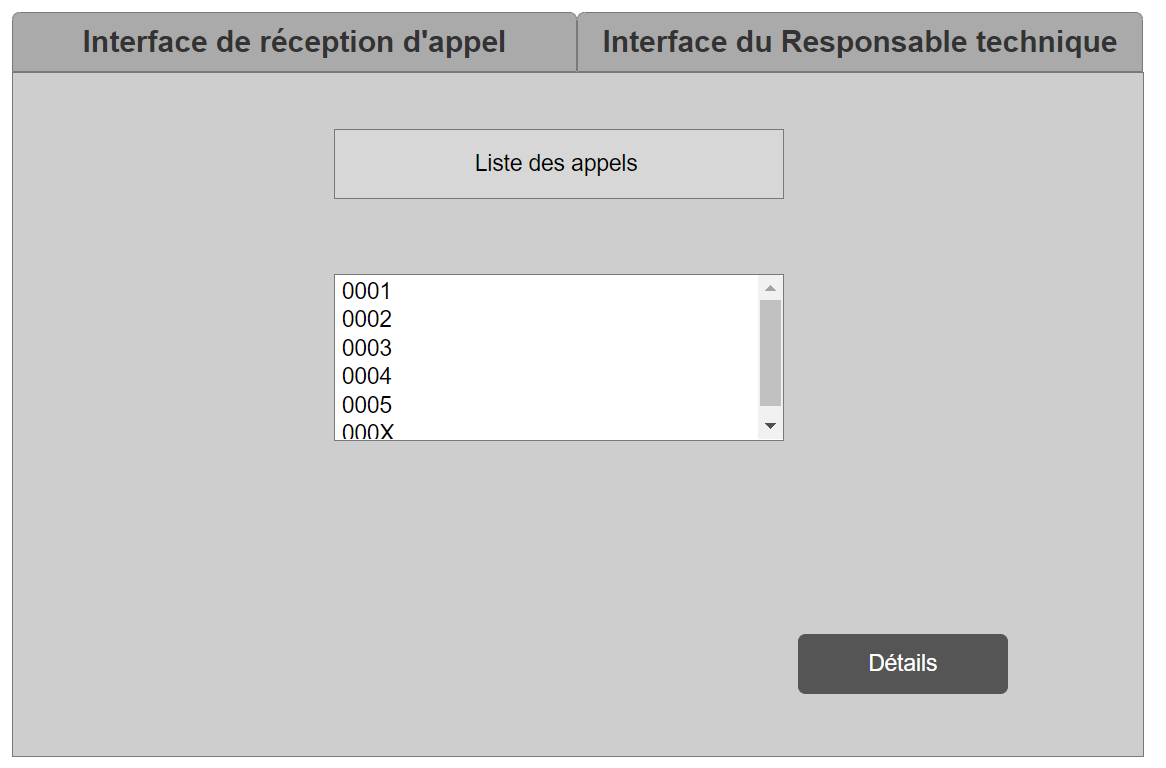 Interface de réception d'appel
Interface du Responsable technique
Liste des appels
0001
0002
0003
0004
0005
000X
Détails